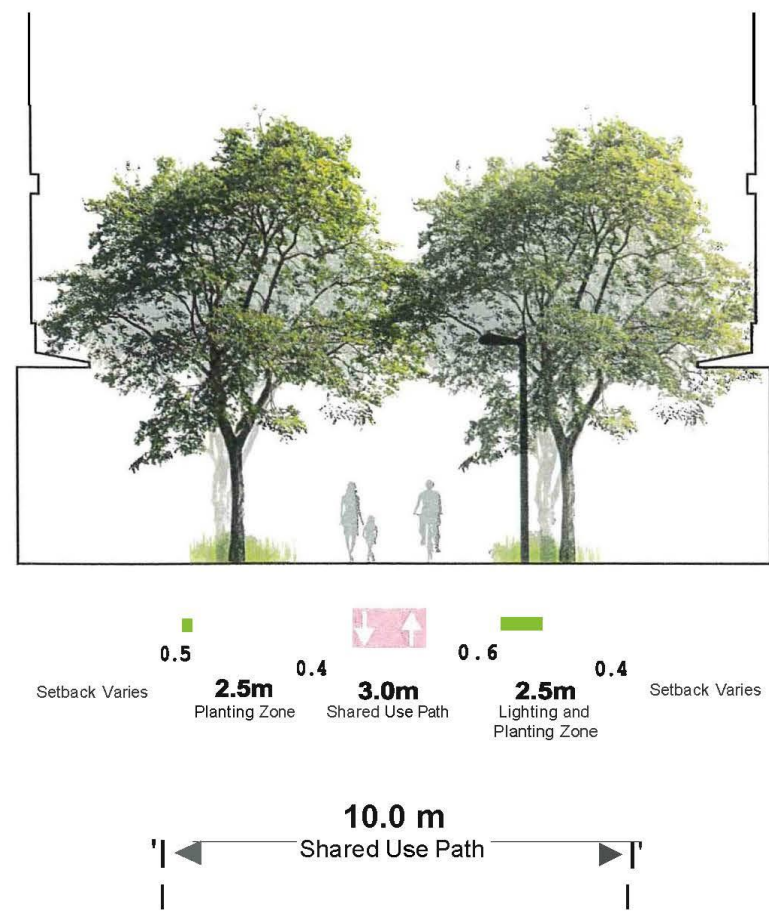 0.5
0.6
0.4
0.4
Setback Varies
2.5m
3.0m
2.5m
Setback Varies
Planting Zone
Shared Use Path
Lighting and
Planting Zone
10.0 m
Shared Use Path